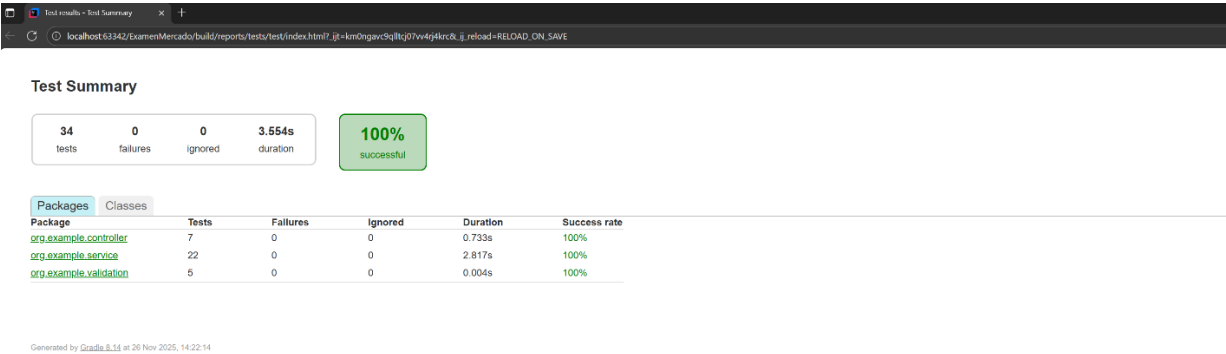 Test results - Test Summary
localhost:63342/ExamenMercado/build/reports/tests/test/index.html?_ijt=km0ngavc9qlltcj07vv4rj4krc&_ij_reload=RELOAD_ON_SAVE
Test Summary
34 0 0 3.554s 100%
tests failures ignored duration successful
Packages Classes
Package Tests Failures Ignored Duration Success rate
org.example.controller 7 0 0 0.733s 100%
org.example.service 22 0 0 2.817s 100%
org.example.validation 5 0 0 0.004s 100%
Generated by Gradle 8.14 at 26 Nov 2025, 14:22:14